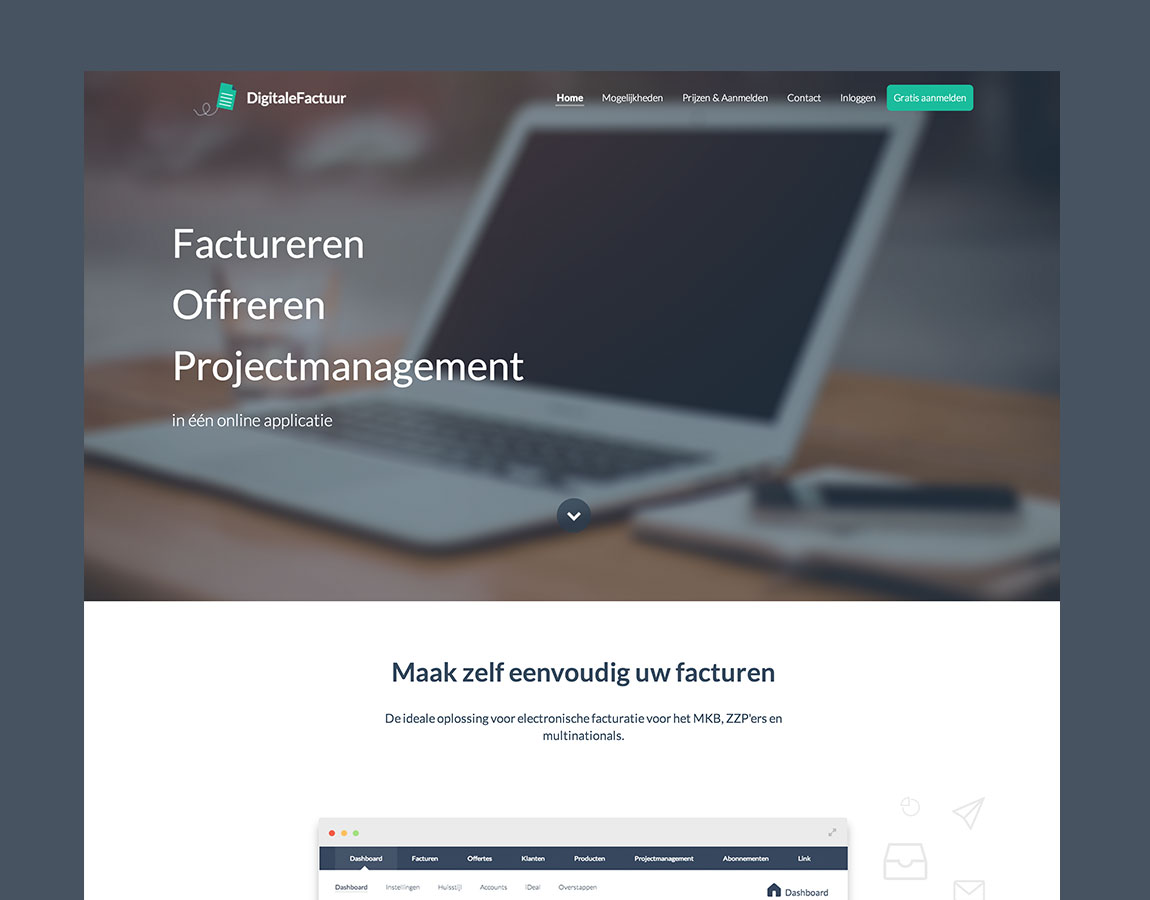 DigitaleFactuur
Home Mogelijkheden Prijzen & Aanmelden Contact Inloggen Gratis aanmelden
Factureren
Offreren
Projectmanagement
in één online applicatie
Maak zelf eenvoudig uw facturen
De ideale oplossing voor electronische facturatie voor het MKB, ZZP'ers en
multinationals.
Dashboard Facturen Offertes Klanten Producten Projectmanagement Abonnementen Link
Dashboard Instellingen Huisstijl Accounts iDeal Overstappen
Dashboard